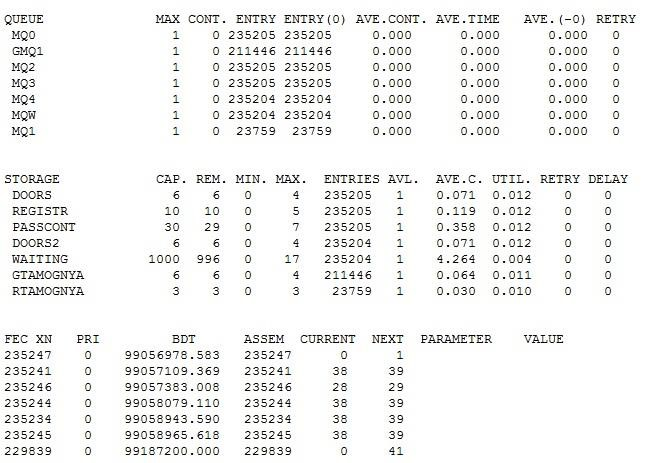 QUEUE MAX CONT. ENTRY ENTRY(0) AVE.CONT. AVE.TIME AVE.(-0) RETRY
MQ0 1 0 235205 235205 0.000 0.000 0.000 0
GMQ1 1 0 211446 211446 0.000 0.000 0.000 0
MQ2 1 0 235205 235205 0.000 0.000 0.000 0
MQ3 1 0 235205 235205 0.000 0.000 0.000 0
MQ4 1 0 235204 235204 0.000 0.000 0.000 0
MQW 1 0 235204 235204 0.000 0.000 0.000 0
MQ1 1 0 23759 23759 0.000 0.000 0.000 0
STORAGE CAP. REM. MIN. MAX. ENTRIES AVL. AVE.C. UTIL. RETRY DELAY
DOORS 6 6 0 4 235205 1 0.071 0.012 0 0
REGISTR 10 10 0 5 235205 1 0.119 0.012 0 0
PASSCONT 30 29 0 7 235205 1 0.358 0.012 0 0
DOORS2 6 6 0 4 235204 1 0.071 0.012 0 0
WAITING 1000 996 0 17 235204 1 4.264 0.004 0 0
GTAMOGNYA 6 6 0 4 211446 1 0.064 0.011 0 0
RTAMOGNYA 3 3 0 3 23759 1 0.030 0.010 0 0
FEC XN PRI BDT ASSEM CURRENT NEXT PARAMETER VALUE
235247 0 99056978.583 235247 0 1
235241 0 99057109.369 235241 38 39
235246 0 99057383.008 235246 28 29
235244 0 99058079.110 235244 38 39
235234 0 99058943.590 235234 38 39
235245 0 99058965.618 235245 38 39
229839 0 99187200.000 229839 0 41